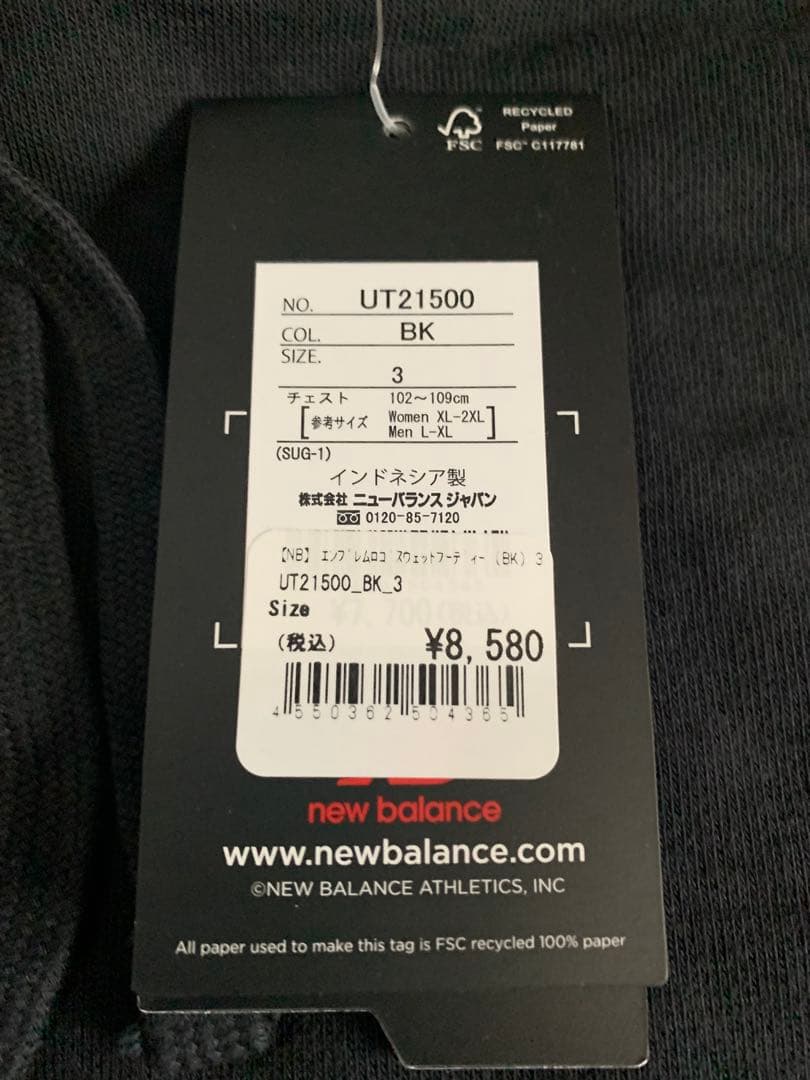 RECYCLED
Paper
FSC™ C117781
FSC
NO. UT21500
COL. BK
SIZE.
3
チェスト 102～109cm
[参考サイズ Women XL-2XL
Men L-XL]
(SUG-1)
インドネシア製
株式会社 ニューバランス ジャパン
0120-85-7120
【NB】 エンブレムロゴ スウェットフーディー (BK) 3
UT21500_BK_3
Size
¥7,700(税込)
(税込) ¥8,580
4550362504365
new balance
www.newbalance.com
©NEW BALANCE ATHLETICS, INC
All paper used to make this tag is FSC recycled 100% paper